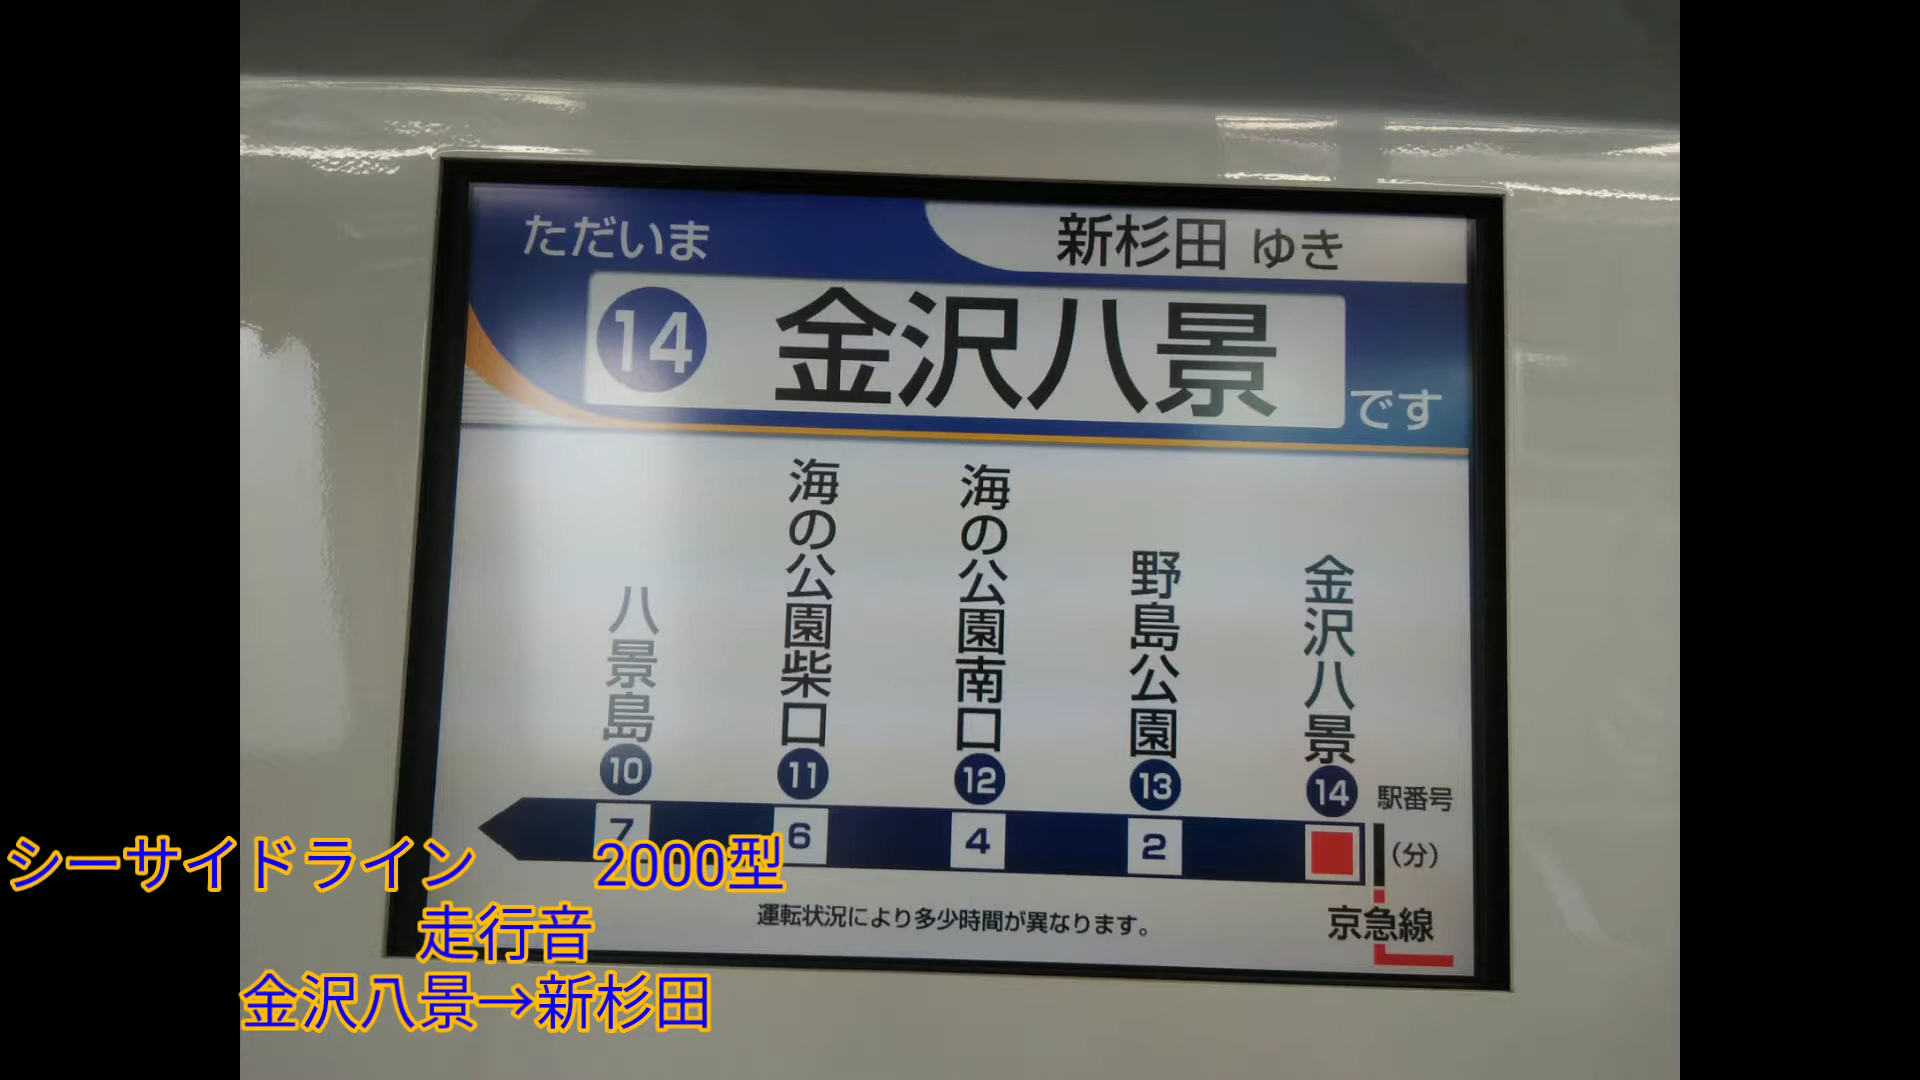 ただいま
新杉田 ゆき
14 金沢八景 です
八景島
海の公園柴口
海の公園南口
野島公園
金沢八景
10 11 12 13 14 駅番号
7 6 4 2 (分)
運転状況により多少時間が異なります。
京急線
シーサイドライン 2000型
走行音
金沢八景→新杉田